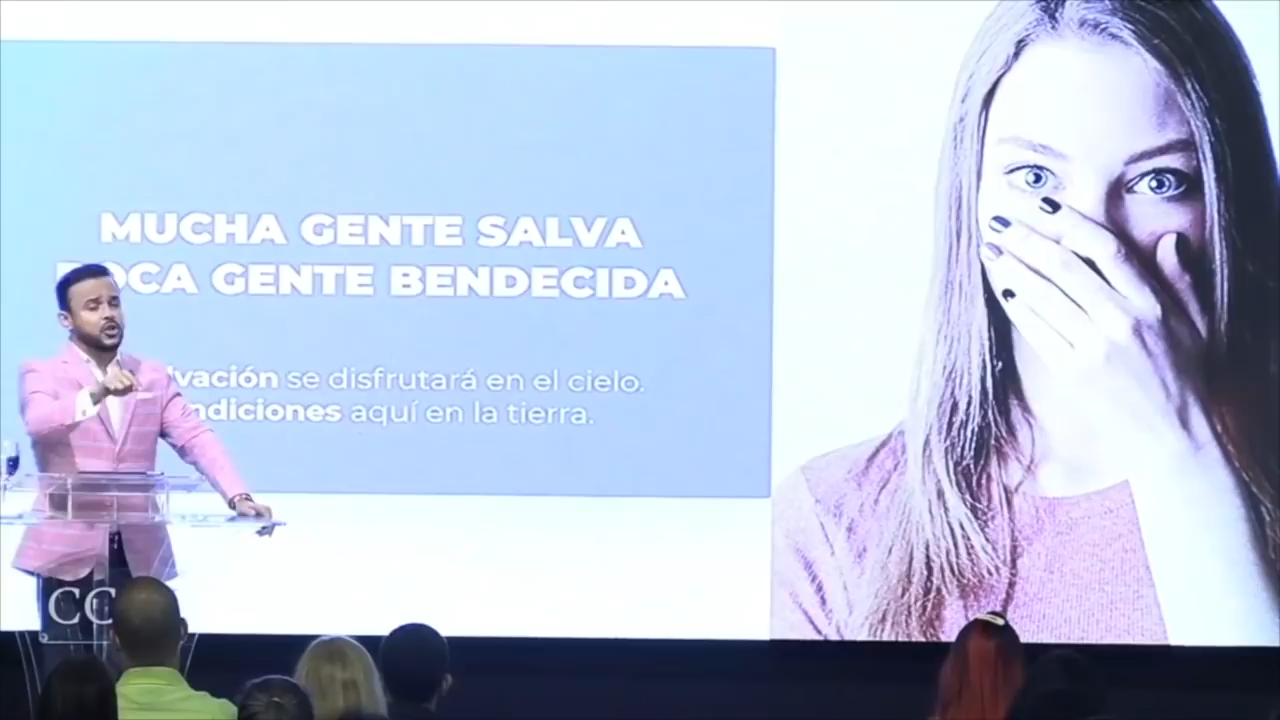 MUCHA GENTE SALVA
GENTE BENDECIDA
se disfrutará en el cielo.
aquí en la tierra.
CC